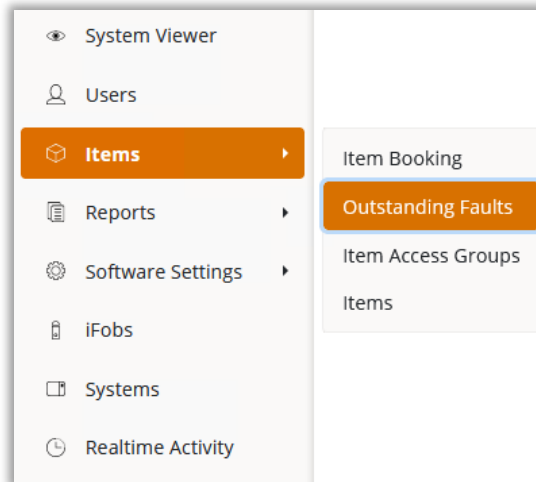 System Viewer
Users
Items
Reports
Software Settings
iFobs
Systems
Realtime Activity
Item Booking
Outstanding Faults
Item Access Groups
Items